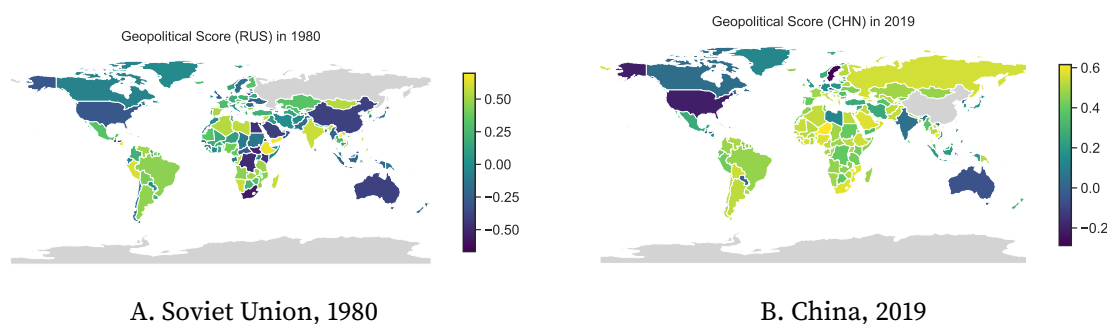 Geopolitical Score (RUS) in 1980
0.50
0.25
0.00
−0.25
−0.50
A. Soviet Union, 1980
Geopolitical Score (CHN) in 2019
0.6
0.4
0.2
0.0
−0.2
B. China, 2019